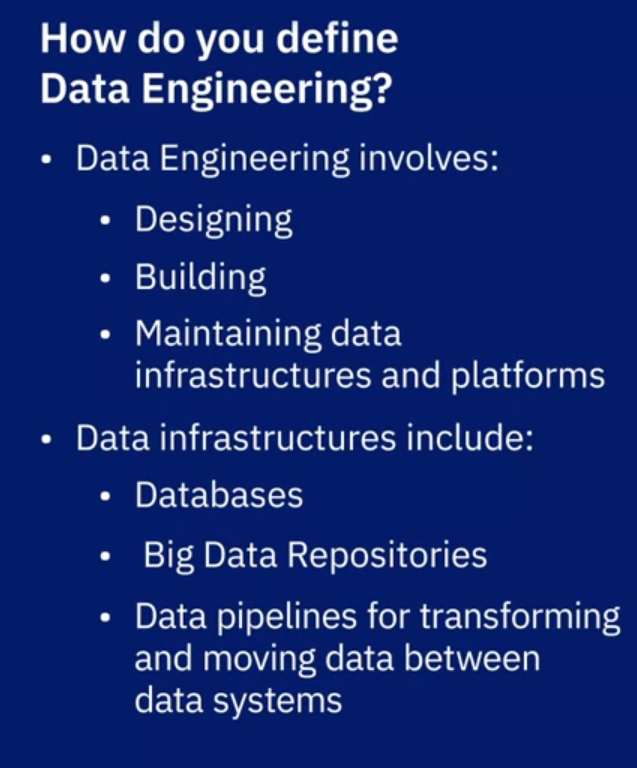 How do you define
Data Engineering?
• Data Engineering involves:
• Designing
• Building
• Maintaining data
infrastructures and platforms
• Data infrastructures include:
• Databases
• Big Data Repositories
• Data pipelines for transforming
and moving data between
data systems